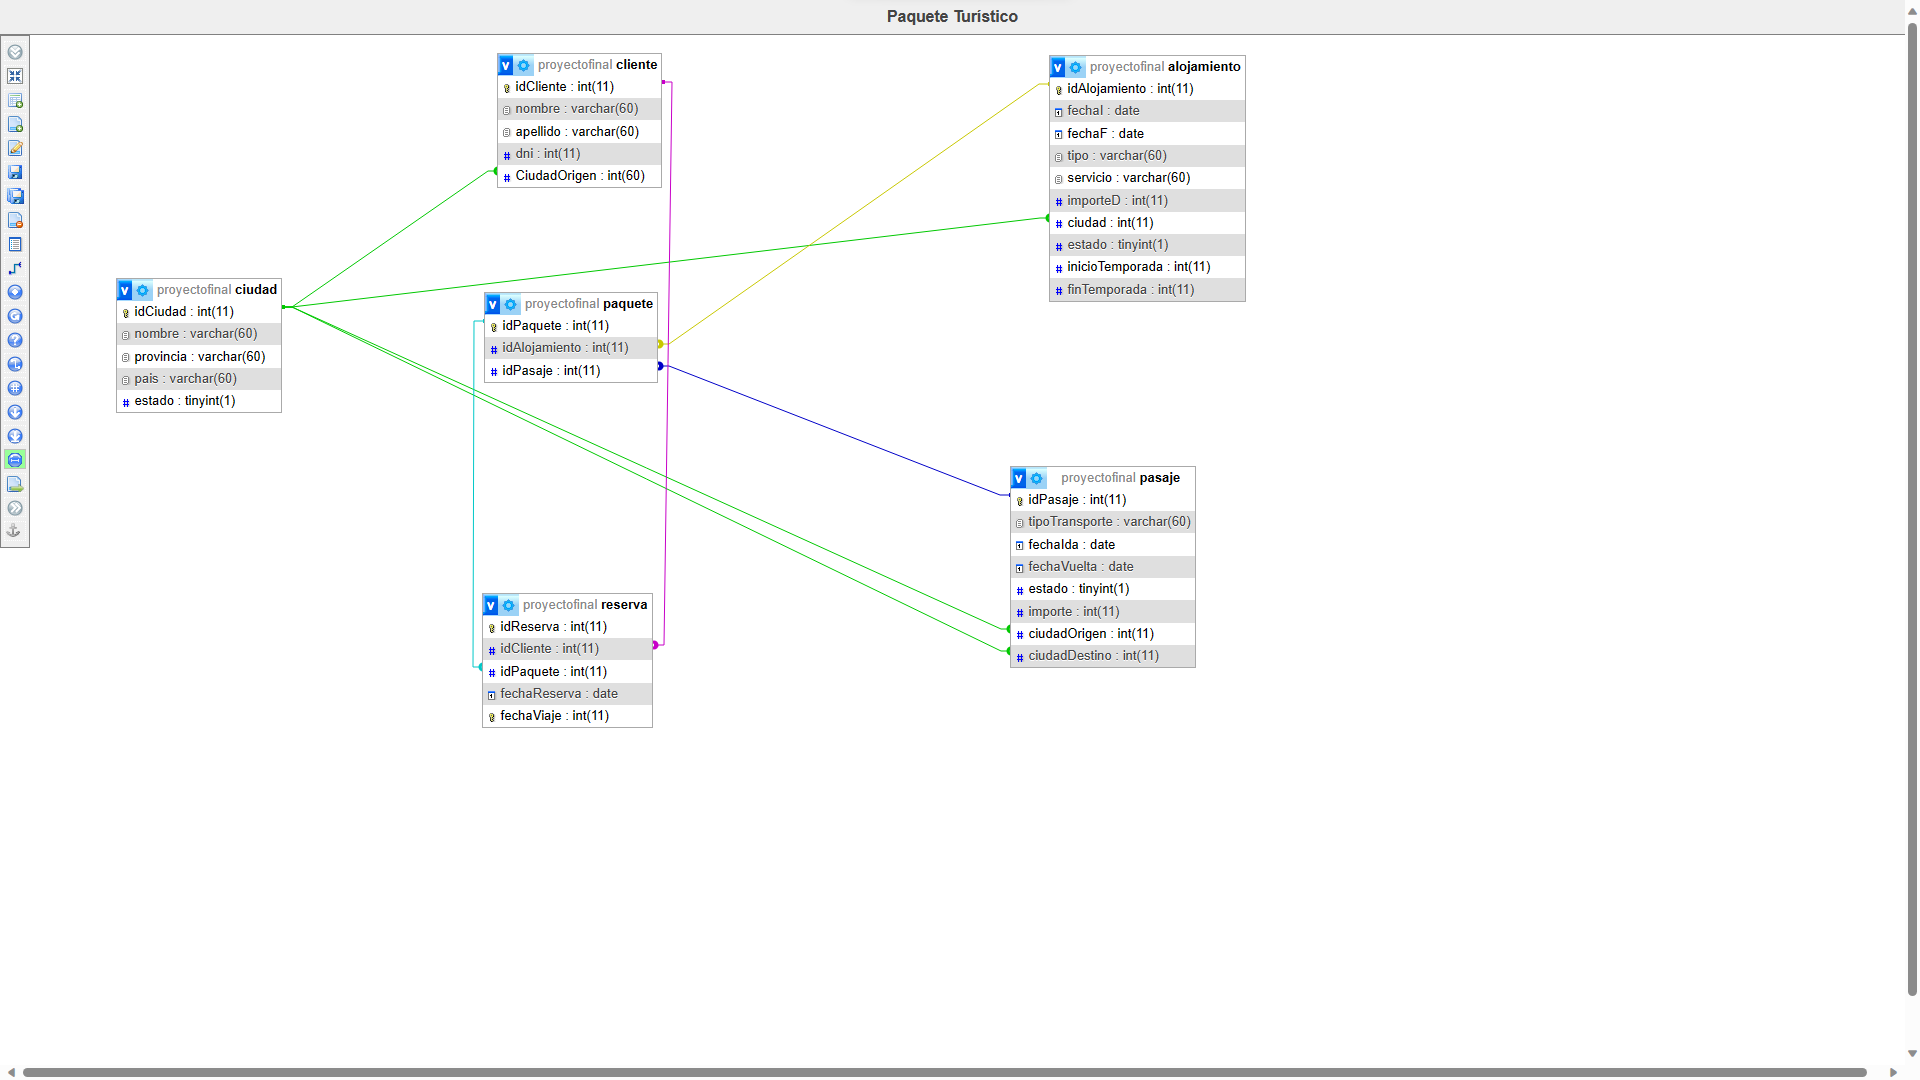 Paquete Turístico
v proyectofinal cliente
idCliente : int(11)
nombre : varchar(60)
apellido : varchar(60)
# dni : int(11)
# CiudadOrigen : int(60)
v proyectofinal alojamiento
idAlojamiento : int(11)
fechaI : date
fechaF : date
tipo : varchar(60)
servicio : varchar(60)
# importeD : int(11)
# ciudad : int(11)
# estado : tinyint(1)
# inicioTemporada : int(11)
# finTemporada : int(11)
v proyectofinal ciudad
idCiudad : int(11)
nombre : varchar(60)
provincia : varchar(60)
pais : varchar(60)
# estado : tinyint(1)
v proyectofinal paquete
idPaquete : int(11)
# idAlojamiento : int(11)
# idPasaje : int(11)
v proyectofinal pasaje
idPasaje : int(11)
tipoTransporte : varchar(60)
fechaIda : date
fechaVuelta : date
# estado : tinyint(1)
# importe : int(11)
# ciudadOrigen : int(11)
# ciudadDestino : int(11)
v proyectofinal reserva
idReserva : int(11)
# idCliente : int(11)
# idPaquete : int(11)
fechaReserva : date
fechaViaje : int(11)